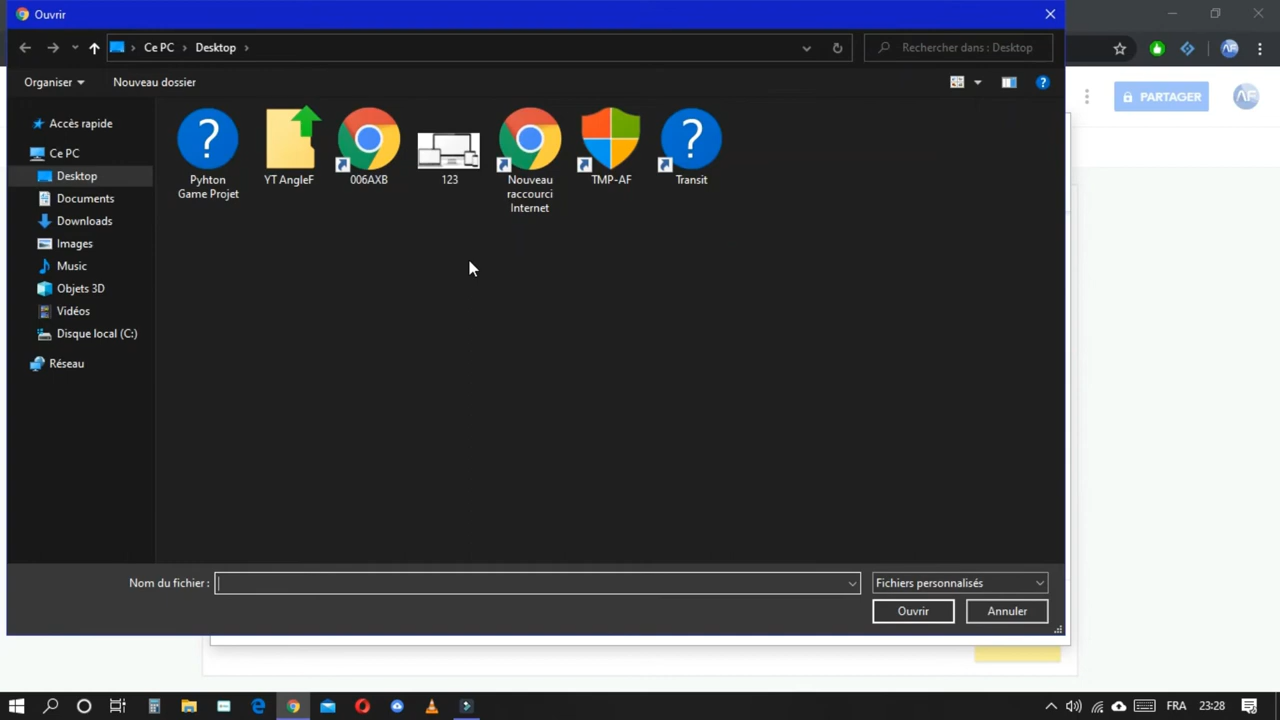 Ouvrir
Ce PC
Desktop
Rechercher dans : Desktop
Organiser
Nouveau dossier
PARTAGER
AF
AF
Accès rapide
Ce PC
Desktop
Documents
Downloads
Images
Music
Objets 3D
Vidéos
Disque local (C:)
Réseau
Pyhton
Game Projet
YT AngleF
006AXB
123
Nouveau
raccourci
Internet
TMP-AF
Transit
Nom du fichier :
Fichiers personnalisés
Ouvrir
Annuler
FRA
23:28